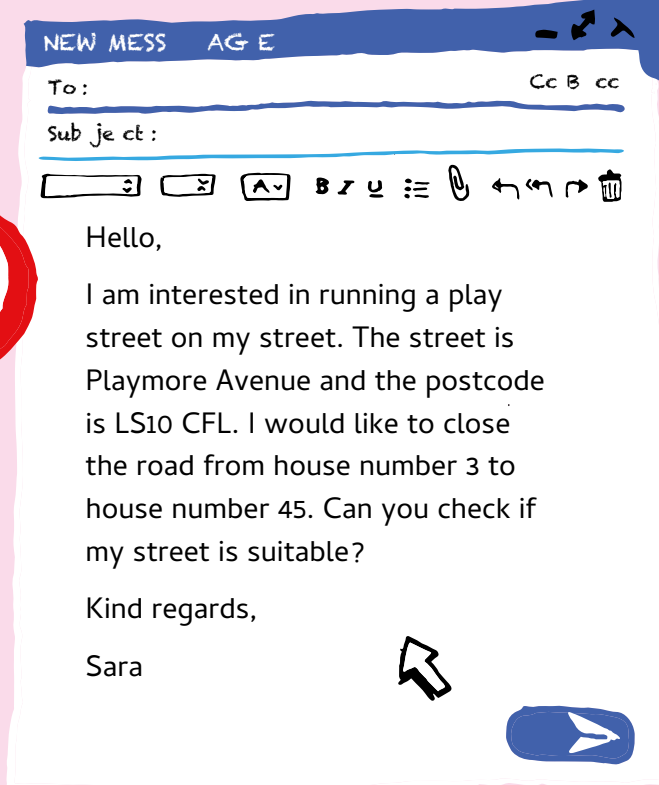 NEW MESS AG E
To: Cc B cc
Sub je ct:
A B I U
Hello,
I am interested in running a play
street on my street. The street is
Playmore Avenue and the postcode
is LS10 CFL. I would like to close
the road from house number 3 to
house number 45. Can you check if
my street is suitable?
Kind regards,
Sara